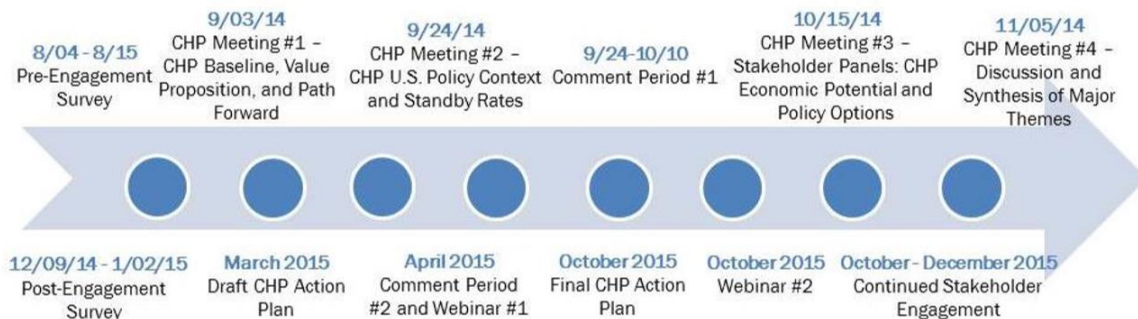 8/04 - 8/15
Pre-Engagement
Survey
9/03/14
CHP Meeting #1 –
CHP Baseline, Value
Proposition, and Path
Forward
9/24/14
CHP Meeting #2 –
CHP U.S. Policy Context
and Standby Rates
9/24-10/10
Comment Period #1
10/15/14
CHP Meeting #3 –
Stakeholder Panels: CHP
Economic Potential and
Policy Options
11/05/14
CHP Meeting #4 –
Discussion and
Synthesis of Major
Themes
12/09/14 - 1/02/15
Post-Engagement
Survey
March 2015
Draft CHP Action
Plan
April 2015
Comment Period
#2 and Webinar #1
October 2015
Final CHP Action
Plan
October 2015
Webinar #2
October - December 2015
Continued Stakeholder
Engagement